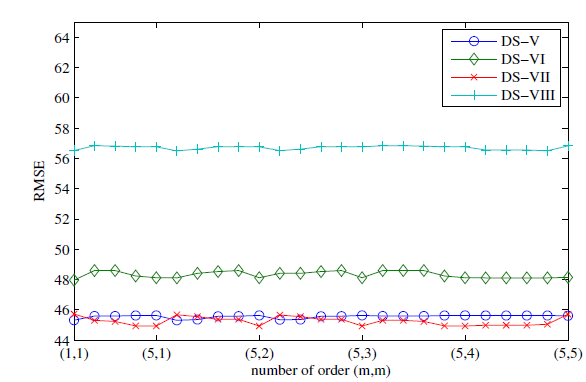 64
62
60
58
56
54
52
50
48
46
44
RMSE
DS-V
DS-VI
DS-VII
DS-VIII
(1,1)
(5,1)
(5,2)
(5,3)
(5,4)
(5,5)
number of order (m,m)